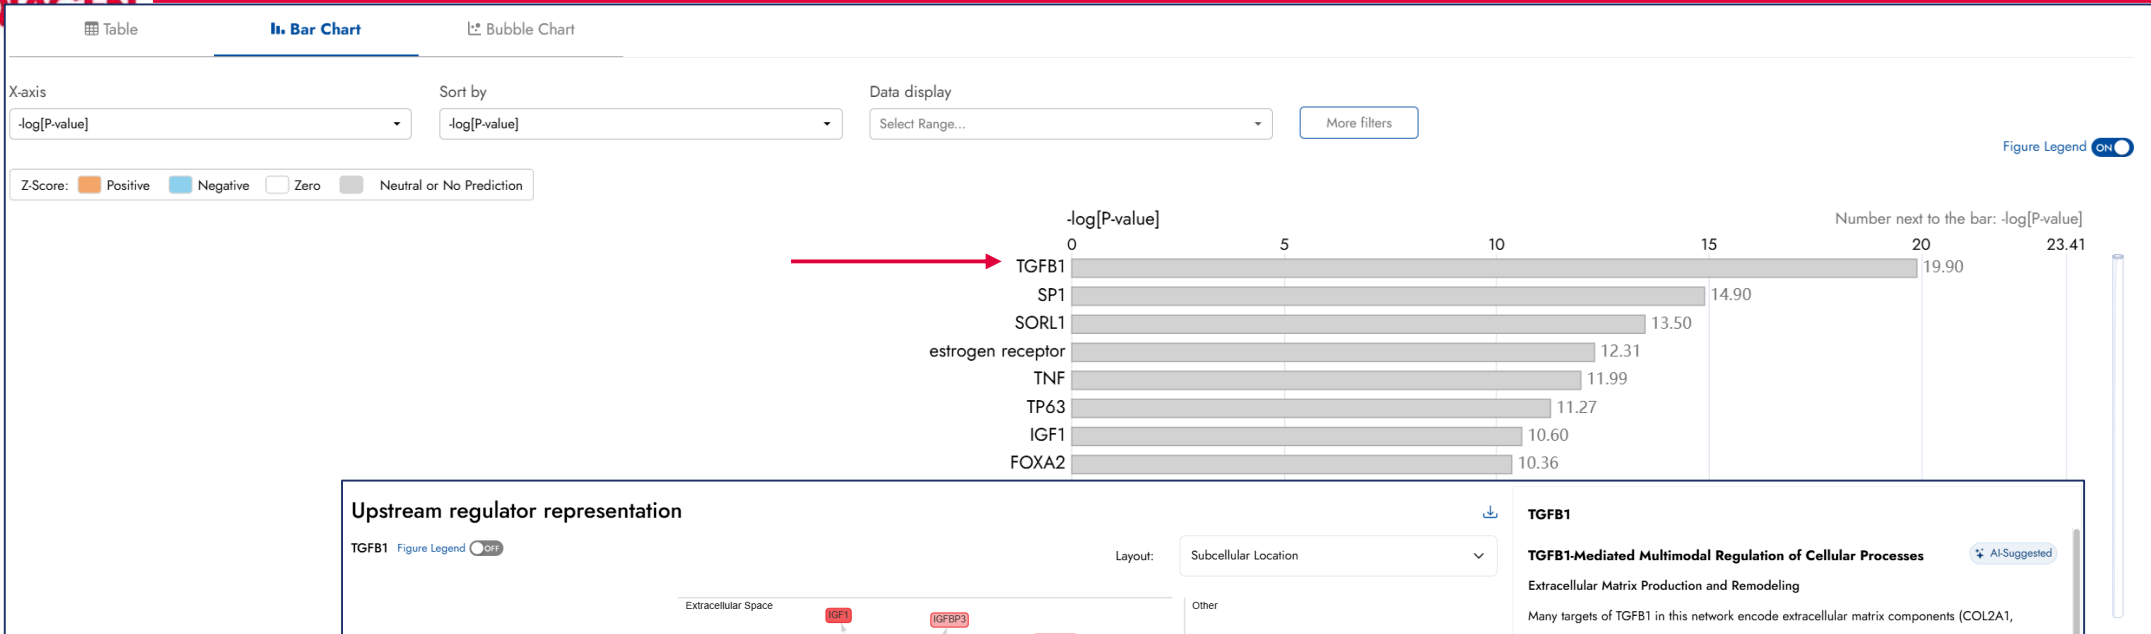 Table
Bar Chart
Bubble Chart
X-axis
Sort by
Data display
-log[P-value]
-log[P-value]
Select Range...
More filters
Figure Legend ON
Z-Score: Positive Negative Zero Neutral or No Prediction
-log[P-value]
Number next to the bar: -log[P-value]
0 5 10 15 20 23.41
TGFB1 19.90
SP1 14.90
SORL1 13.50
estrogen receptor 12.31
TNF 11.99
TP63 11.27
IGF1 10.60
FOXA2 10.36
Upstream regulator representation
TGFB1 Figure Legend OFF
Layout: Subcellular Location
Extracellular Space
Other
IGF1
IGFBP3
TGFB1
TGFB1-Mediated Multimodal Regulation of Cellular Processes
AI-Suggested
Extracellular Matrix Production and Remodeling
Many targets of TGFB1 in this network encode extracellular matrix components (COL2A1,